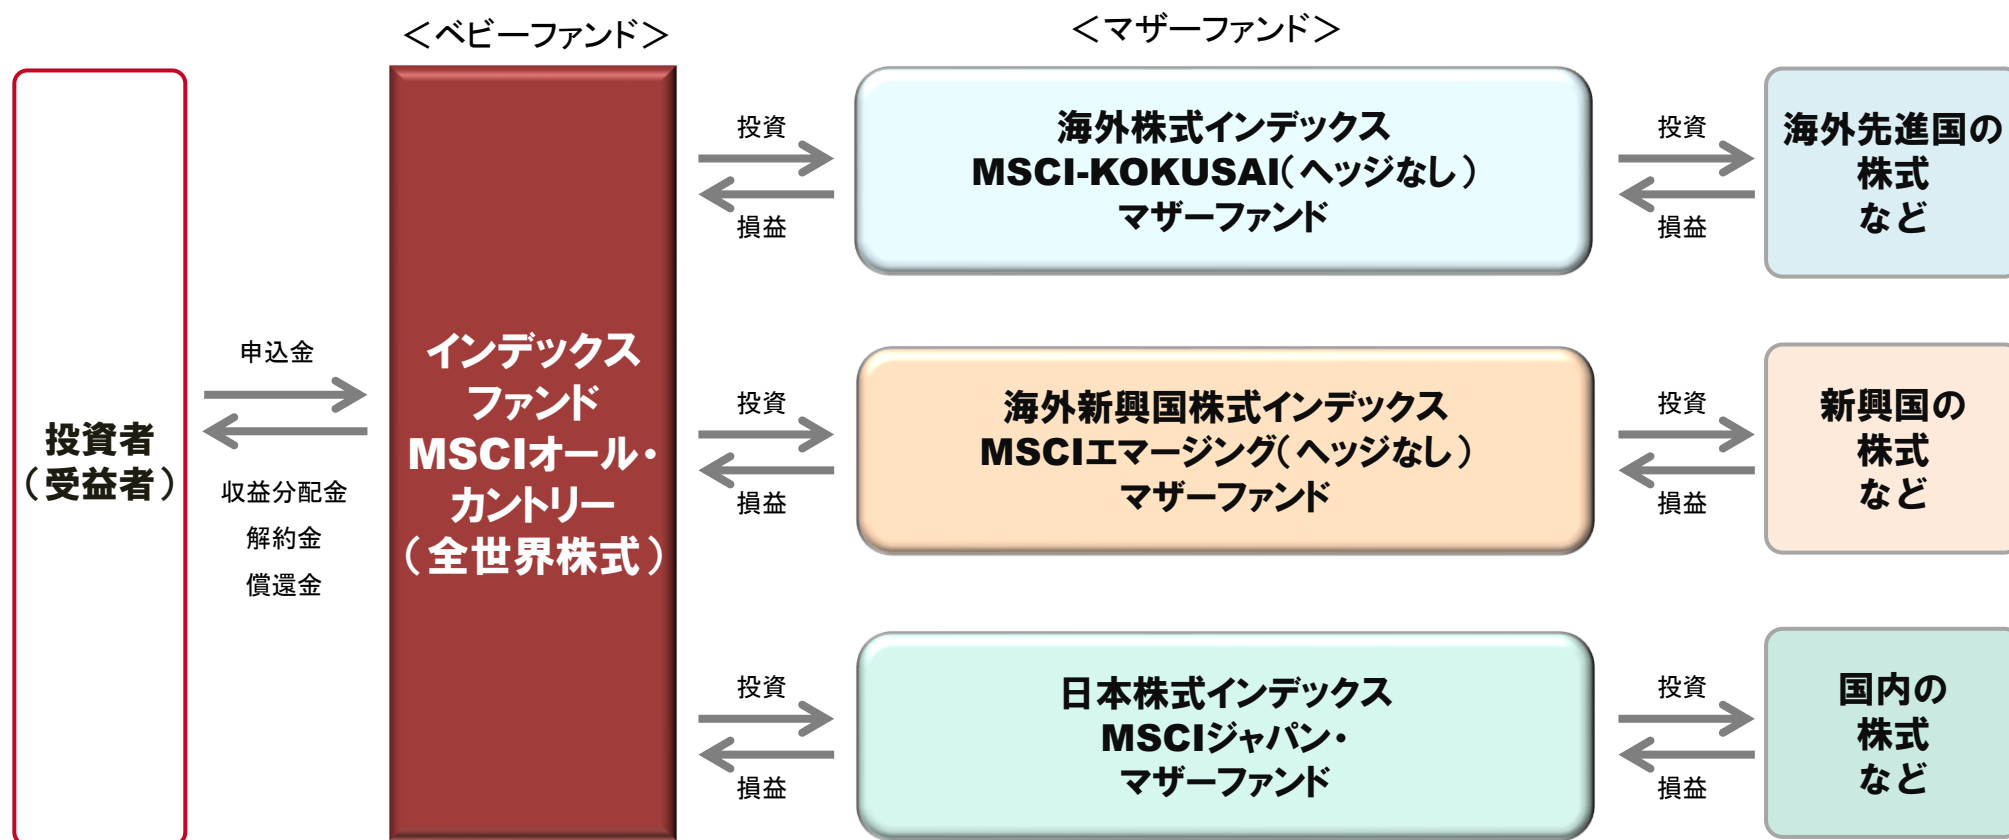 ＜ベビーファンド＞
＜マザーファンド＞
投資者
（受益者）
申込金
収益分配金
解約金
償還金
インデックス
ファンド
MSCIオール・
カントリー
（全世界株式）
投資
損益
海外株式インデックス
MSCI-KOKUSAI（ヘッジなし）
マザーファンド
投資
損益
海外先進国の
株式
など
投資
損益
海外新興国株式インデックス
MSCIエマージング（ヘッジなし）
マザーファンド
投資
損益
新興国の
株式
など
投資
損益
日本株式インデックス
MSCIジャパン・
マザーファンド
投資
損益
国内の
株式
など